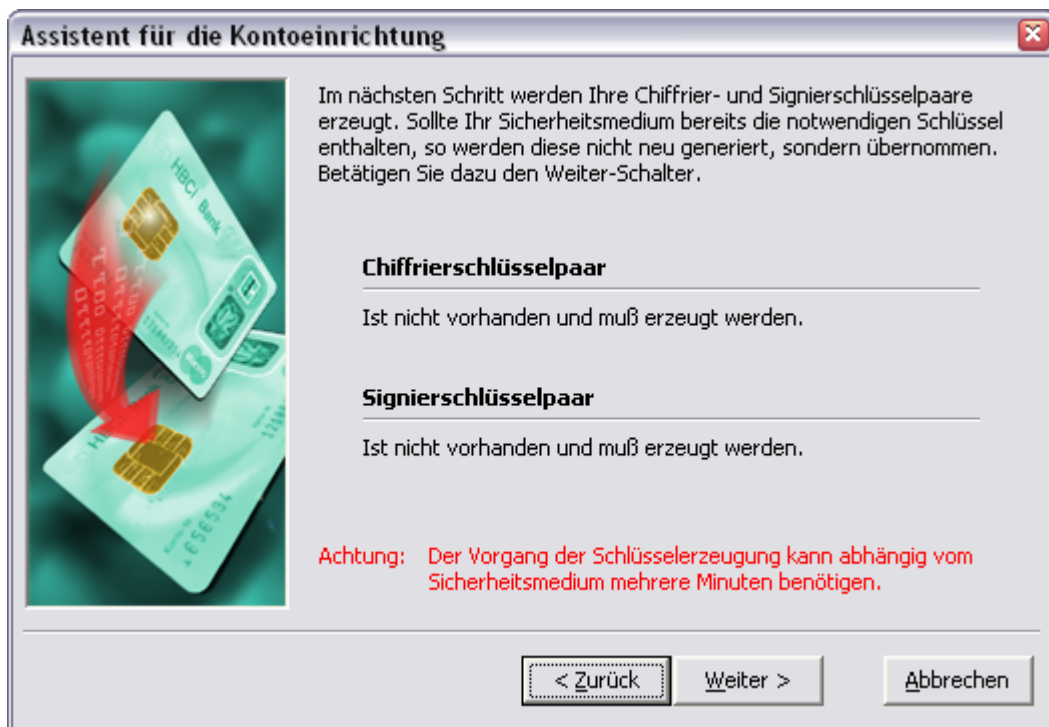 Assistent für die Kontoeinrichtung
Im nächsten Schritt werden Ihre Chiffrier- und Signierschlüsselpaare
erzeugt. Sollte Ihr Sicherheitsmedium bereits die notwendigen Schlüssel
enthalten, so werden diese nicht neu generiert, sondern übernommen.
Betätigen Sie dazu den Weiter-Schalter.
HBCI Bank
Chiffrierschlüsselpaar
Ist nicht vorhanden und muß erzeugt werden.
Signierschlüsselpaar
Ist nicht vorhanden und muß erzeugt werden.
656534
Achtung: Der Vorgang der Schlüsselerzeugung kann abhängig vom
Sicherheitsmedium mehrere Minuten benötigen.
< Zurück
Weiter >
Abbrechen